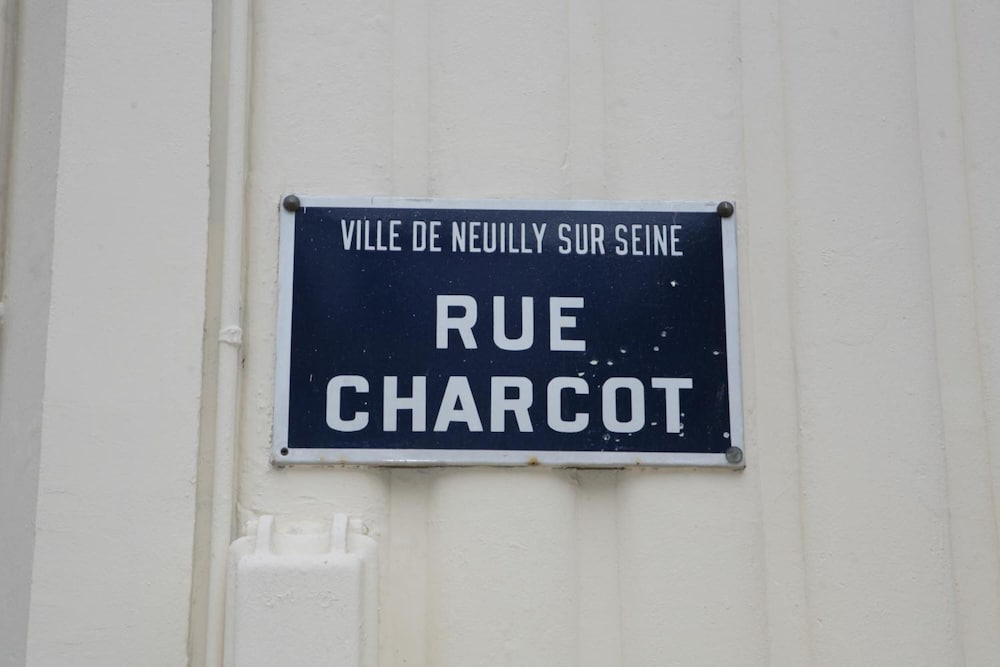 VILLE DE NEUILLY SUR SEINE
RUE
CHARCOT